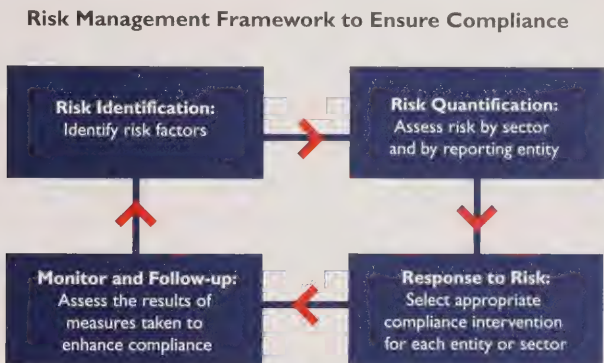 Risk Management Framework to Ensure Compliance
Risk Identification:
Identify risk factors
Risk Quantification:
Assess risk by sector
and by reporting entity
Monitor and Follow-up:
Assess the results of
measures taken to
enhance compliance
Response to Risk:
Select appropriate
compliance intervention
for each entity or sector